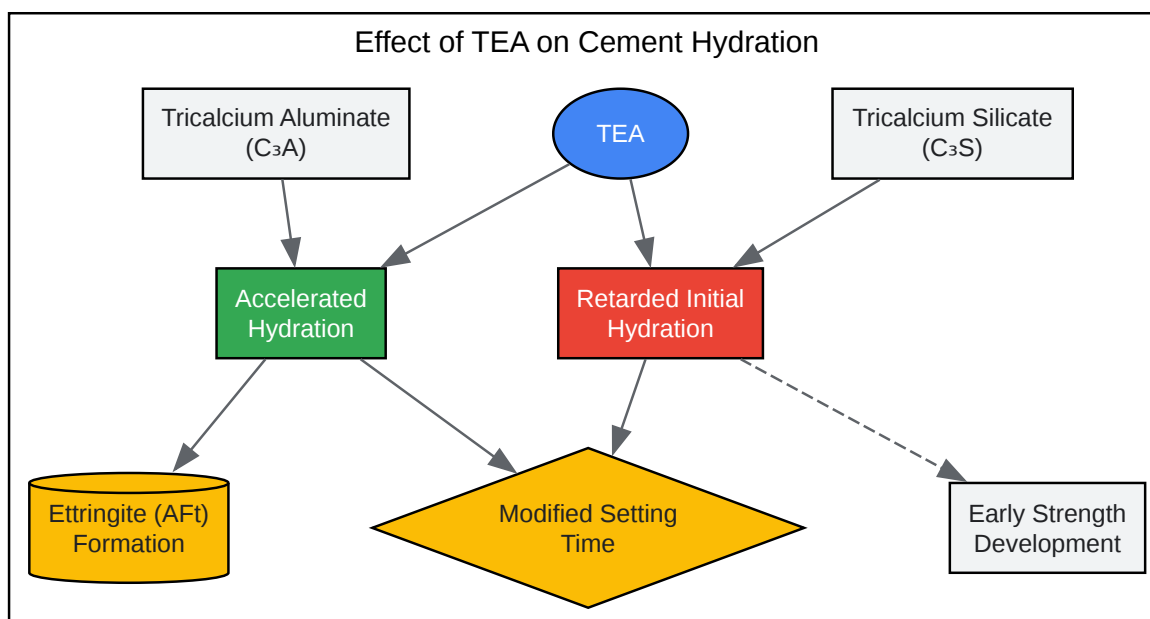 Effect of TEA on Cement Hydration
Tricalcium Aluminate
(C₃A)
TEA
Tricalcium Silicate
(C₃S)
Accelerated
Hydration
Retarded Initial
Hydration
Ettringite (AFt)
Formation
Modified Setting
Time
Early Strength
Development